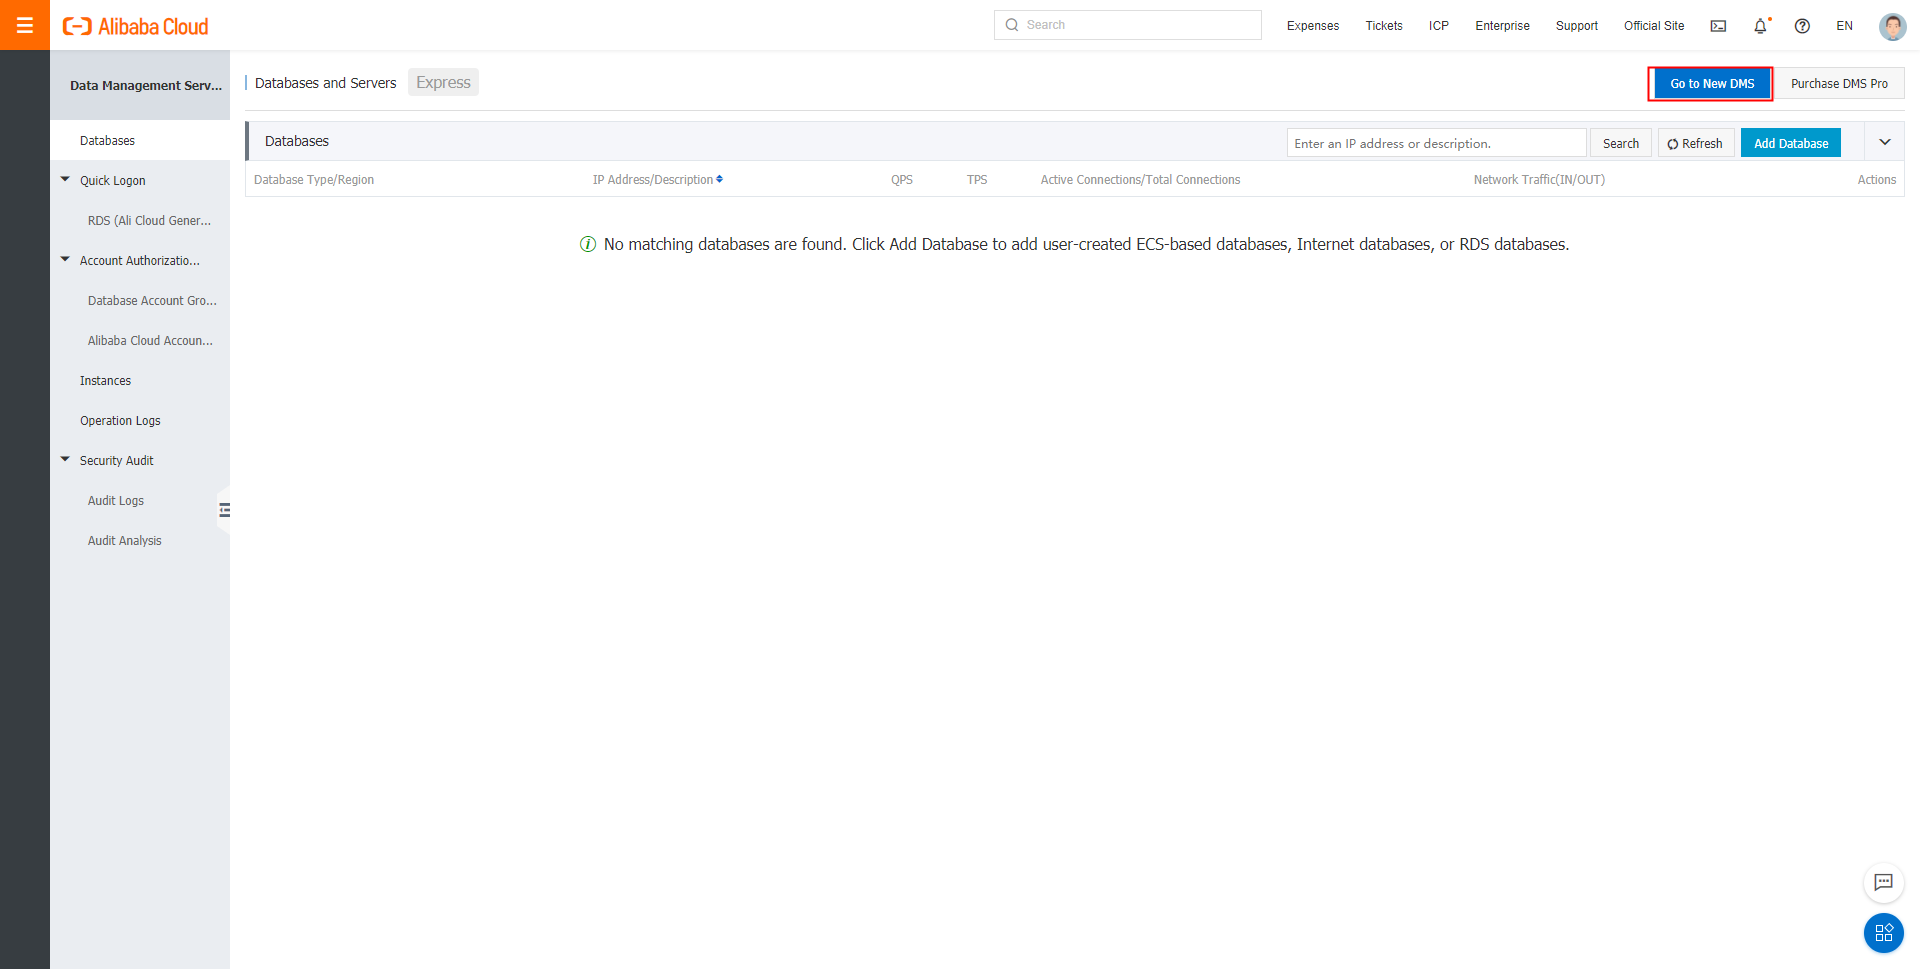 Alibaba Cloud
Search
Expenses
Tickets
ICP
Enterprise
Support
Official Site
EN
Data Management Serv...
Databases
Quick Logon
RDS (Ali Cloud Gener...
Account Authorizatio...
Database Account Gro...
Alibaba Cloud Accoun...
Instances
Operation Logs
Security Audit
Audit Logs
Audit Analysis
Databases and Servers
Express
Go to New DMS
Purchase DMS Pro
Databases
Enter an IP address or description.
Search
Refresh
Add Database
Database Type/Region
IP Address/Description
QPS
TPS
Active Connections/Total Connections
Network Traffic(IN/OUT)
Actions
No matching databases are found. Click Add Database to add user-created ECS-based databases, Internet databases, or RDS databases.